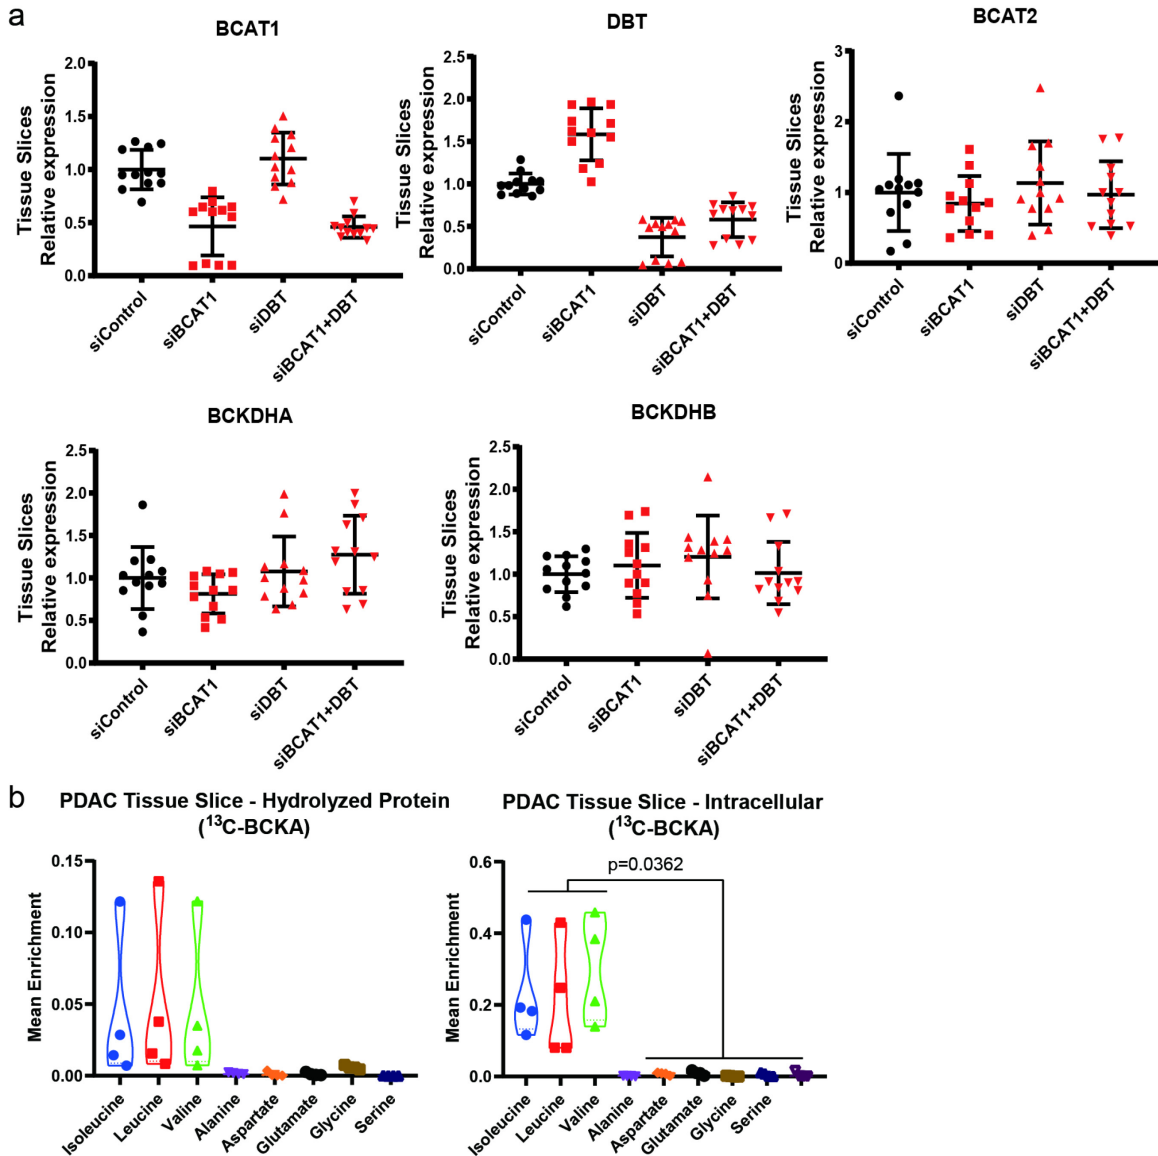 a
BCAT1
Tissue Slices
Relative expression
2.0
1.5
1.0
0.5
0.0
siControl
siBCAT1
siDBT
siBCAT1+DBT
DBT
Tissue Slices
Relative expression
2.5
2.0
1.5
1.0
0.5
0.0
siControl
siBCAT1
siDBT
siBCAT1+DBT
BCAT2
Tissue Slices
Relative expression
3
2
1
0
siControl
siBCAT1
siDBT
siBCAT1+DBT
BCKDHA
Tissue Slices
Relative expression
2.5
2.0
1.5
1.0
0.5
0.0
siControl
siBCAT1
siDBT
siBCAT1+DBT
BCKDHB
Tissue Slices
Relative expression
2.5
2.0
1.5
1.0
0.5
0.0
siControl
siBCAT1
siDBT
siBCAT1+DBT
b
PDAC Tissue Slice - Hydrolyzed Protein
(¹³C-BCKA)
Mean Enrichment
0.15
0.10
0.05
0.00
Isoleucine
Leucine
Valine
Alanine
Aspartate
Glutamate
Glycine
Serine
PDAC Tissue Slice - Intracellular
(¹³C-BCKA)
p=0.0362
Mean Enrichment
0.6
0.4
0.2
0.0
Isoleucine
Leucine
Valine
Alanine
Aspartate
Glutamate
Glycine
Serine